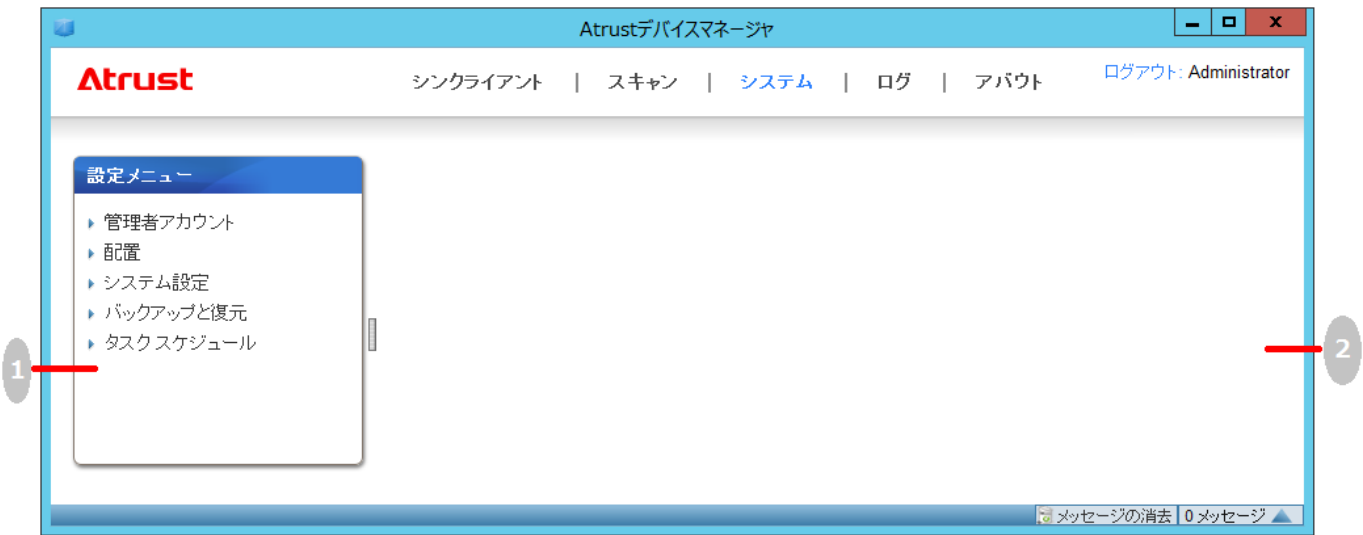 Atrustデバイスマネージャ
Atrust シンクライアント | スキャン | システム | ログ | アバウト ログアウト: Administrator
設定メニュー
管理者アカウント
配置
システム設定
バックアップと復元
タスク スケジュール
1
2
メッセージの消去 0 メッセージ